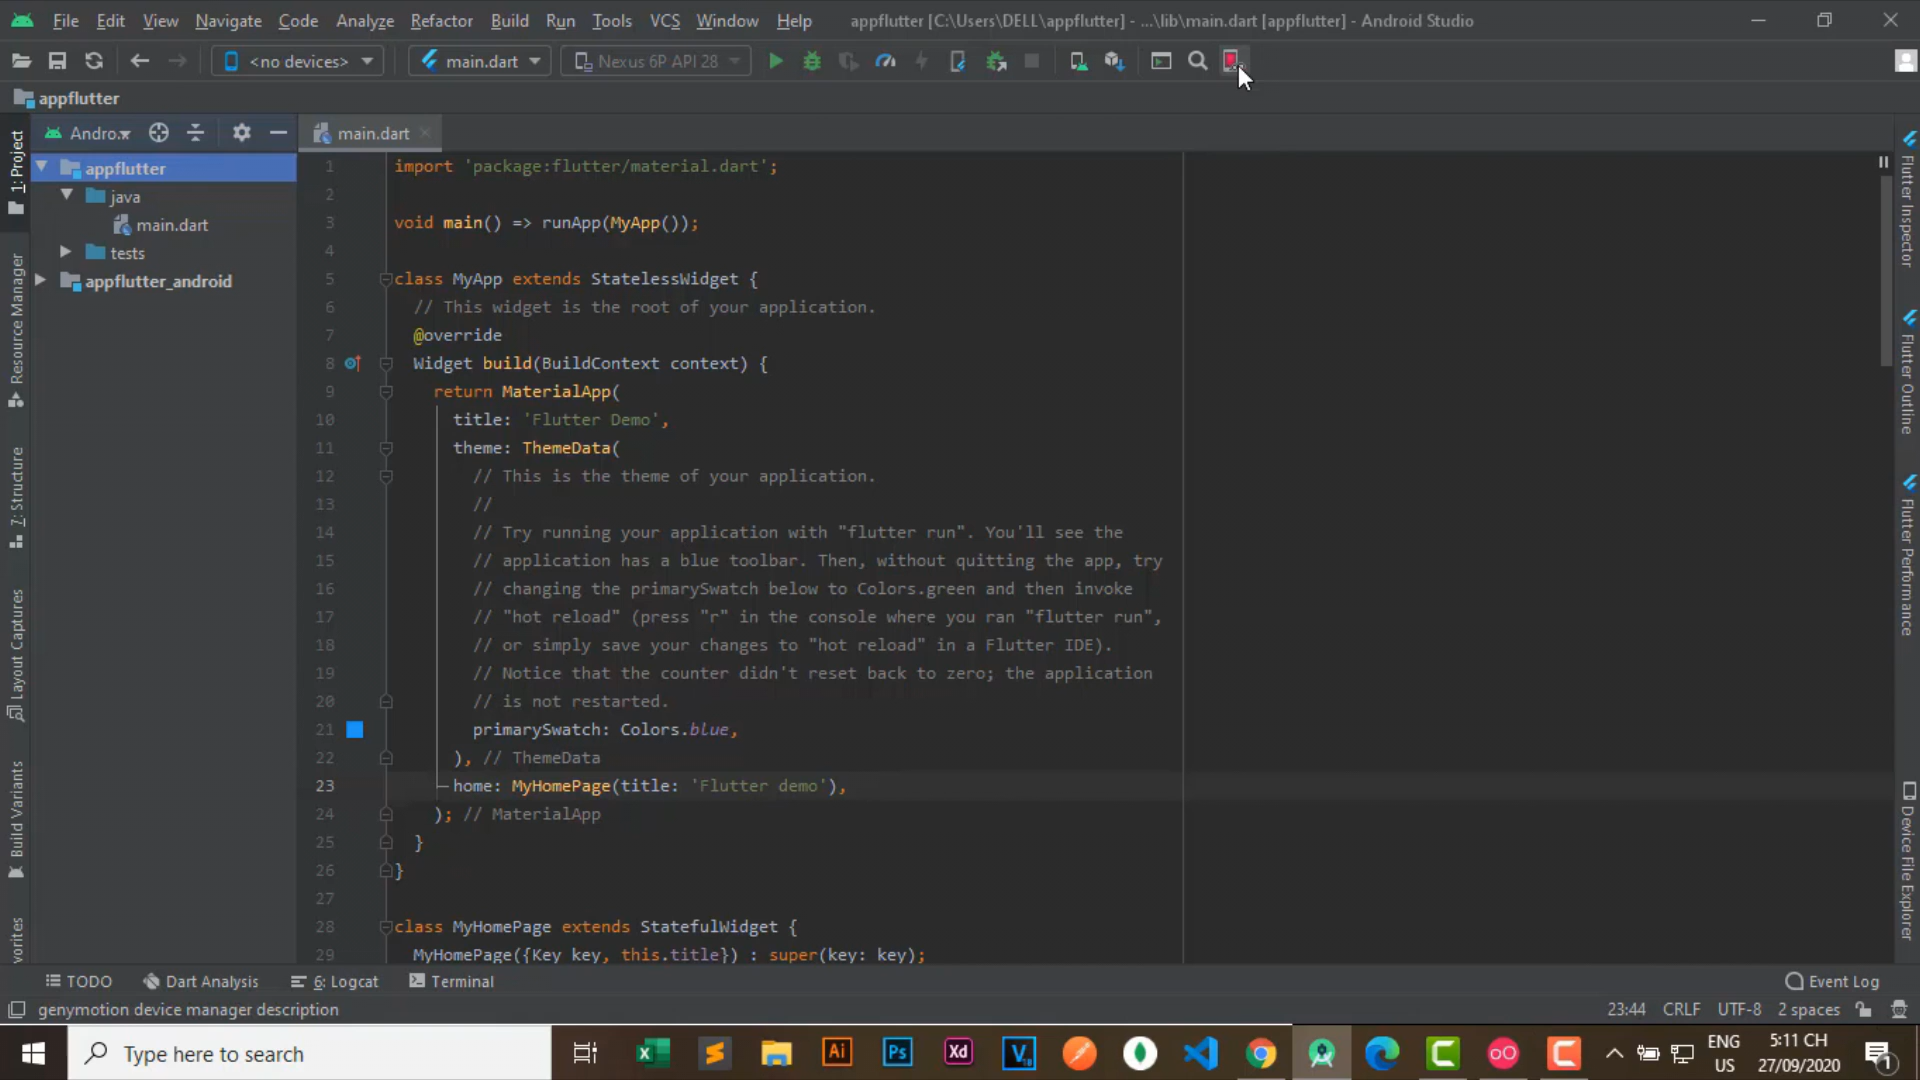 File Edit View Navigate Code Analyze Refactor Build Run Tools VCS Window Help appflutter [C:\Users\DELL\appflutter] - ...\lib\main.dart [appflutter] - Android Studio
<no devices> main.dart Nexus 6P API 28
appflutter
Andro... main.dart
appflutter
java
main.dart
tests
appflutter_android
1: Project
Resource Manager
7: Structure
Layout Captures
Build Variants
1 import 'package:flutter/material.dart';
2
3 void main() => runApp(MyApp());
4
5 class MyApp extends StatelessWidget {
6 // This widget is the root of your application.
7 @override
8 Widget build(BuildContext context) {
9 return MaterialApp(
10 title: 'Flutter Demo',
11 theme: ThemeData(
12 // This is the theme of your application.
13 //
14 // Try running your application with "flutter run". You'll see the
15 // application has a blue toolbar. Then, without quitting the app, try
16 // changing the primarySwatch below to Colors.green and then invoke
17 // "hot reload" (press "r" in the console where you ran "flutter run",
18 // or simply save your changes to "hot reload" in a Flutter IDE).
19 // Notice that the counter didn't reset back to zero; the application
20 // is not restarted.
21 primarySwatch: Colors.blue,
22 ), // ThemeData
23 home: MyHomePage(title: 'Flutter demo'),
24 ); // MaterialApp
25 }
26 }
27
28 class MyHomePage extends StatefulWidget {
29 MyHomePage({Key key, this.title}) : super(key: key);
Flutter Inspector
Flutter Outline
Flutter Performance
Device File Explorer
TODO Dart Analysis 6: Logcat Terminal Event Log
genymotion device manager description 23:44 CRLF UTF-8 2 spaces
Type here to search
Ai Ps Xd
ENG
US
5:11 CH
27/09/2020
1